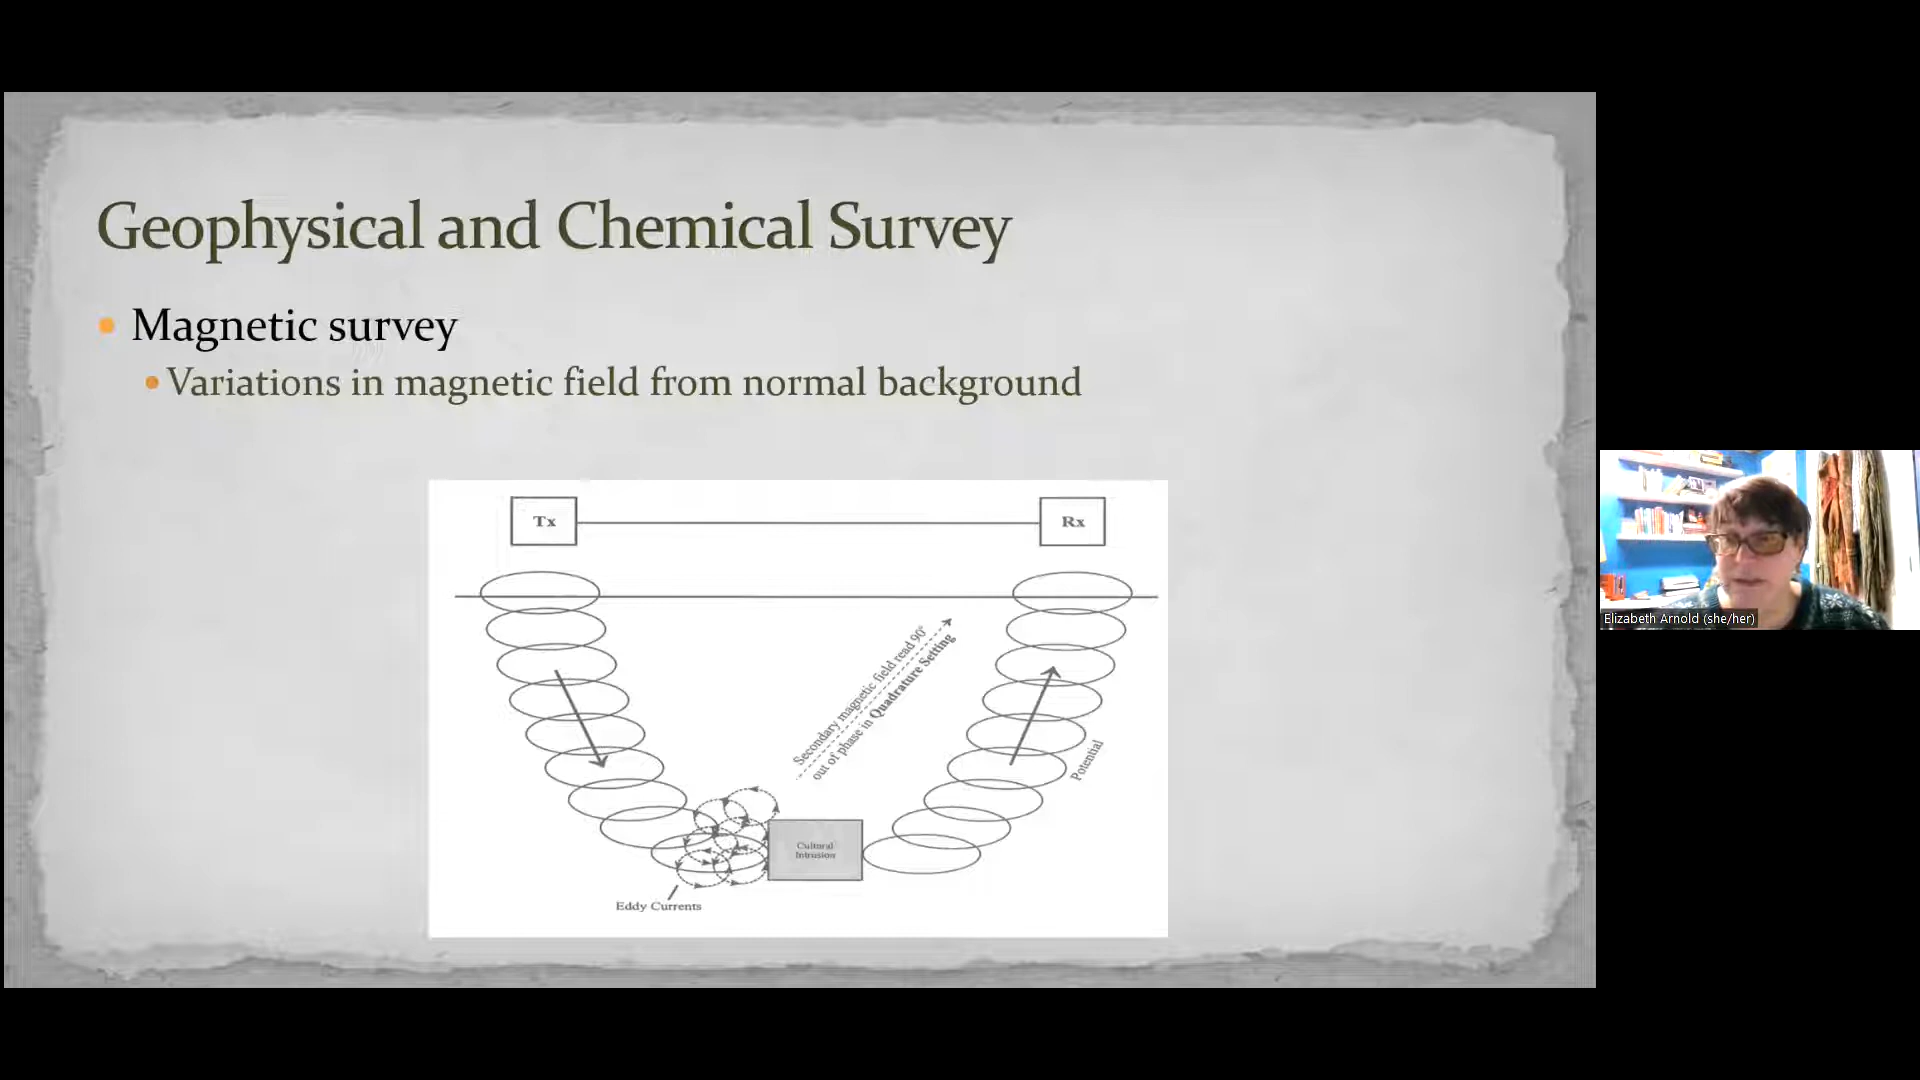 Geophysical and Chemical Survey
Magnetic survey
Variations in magnetic field from normal background
Tx
Rx
Secondary magnetic field read 90°
out of phase in Quadrature Setting
Potential
Cultural
Intrusion
Eddy Currents
Elizabeth Arnold (she/her)